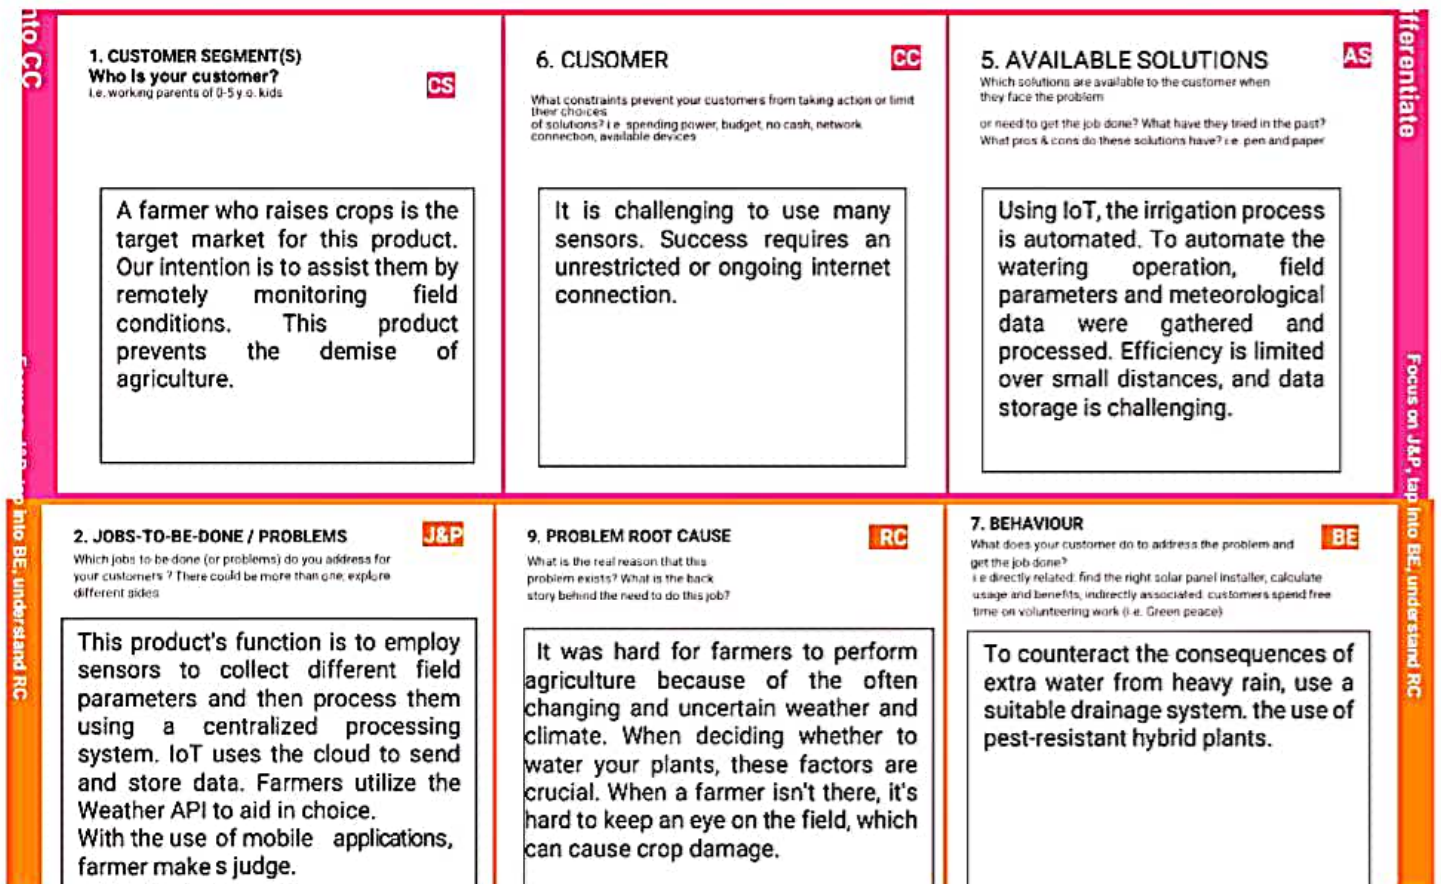 into CC
1. CUSTOMER SEGMENT(S)
Who is your customer?
i.e. working parents of 0-5 y.o. kids
CS
A farmer who raises crops is the
target market for this product.
Our intention is to assist them by
remotely monitoring field
conditions. This product
prevents the demise of
agriculture.
6. CUSOMER
CC
What constraints prevent your customers from taking action or limit
their choices
of solutions? i.e. spending power, budget, no cash, network
connection, available devices
It is challenging to use many
sensors. Success requires an
unrestricted or ongoing internet
connection.
5. AVAILABLE SOLUTIONS
AS
Which solutions are available to the customer when
they face the problem
or need to get the job done? What have they tried in the past?
What pros & cons do these solutions have? i.e. pen and paper
Using IoT, the irrigation process
is automated. To automate the
watering operation, field
parameters and meteorological
data were gathered and
processed. Efficiency is limited
over small distances, and data
storage is challenging.
ifferentiate
into BE, understand RC
2. JOBS-TO-BE-DONE / PROBLEMS
J&P
Which jobs-to-be-done (or problems) do you address for
your customers ? There could be more than one; explore
different sides
This product's function is to employ
sensors to collect different field
parameters and then process them
using a centralized processing
system. IoT uses the cloud to send
and store data. Farmers utilize the
Weather API to aid in choice.
With the use of mobile applications,
farmer make s judge.
9. PROBLEM ROOT CAUSE
RC
What is the real reason that this
problem exists? What is the back
story behind the need to do this job?
It was hard for farmers to perform
agriculture because of the often
changing and uncertain weather and
climate. When deciding whether to
water your plants, these factors are
crucial. When a farmer isn't there, it's
hard to keep an eye on the field, which
can cause crop damage.
7. BEHAVIOUR
BE
What does your customer do to address the problem and
get the job done?
i.e directly related: find the right solar panel installer, calculate
usage and benefits; indirectly associated: customers spend free
time on volunteering work (i.e. Green peace)
To counteract the consequences of
extra water from heavy rain, use a
suitable drainage system. the use of
pest-resistant hybrid plants.
Focus on J&P, tap into BE, understand RC